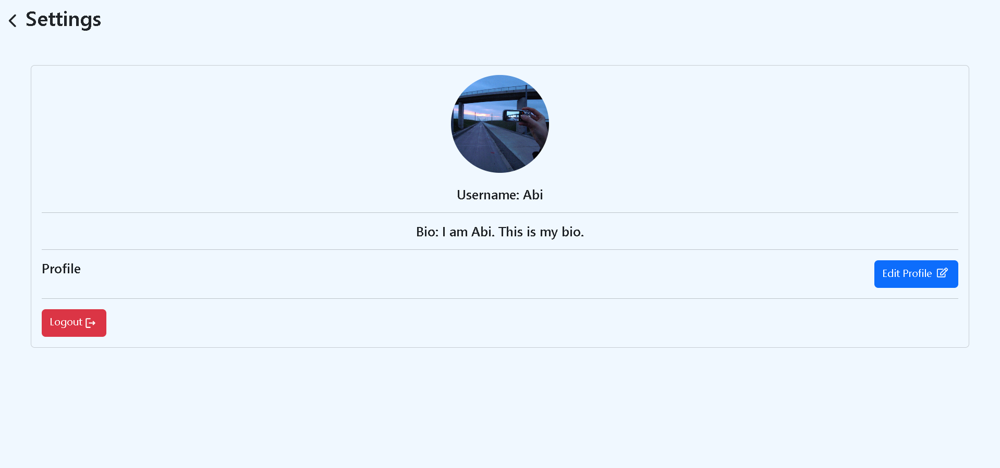 Settings
Username: Abi
Bio: I am Abi. This is my bio.
Profile
Edit Profile
Logout